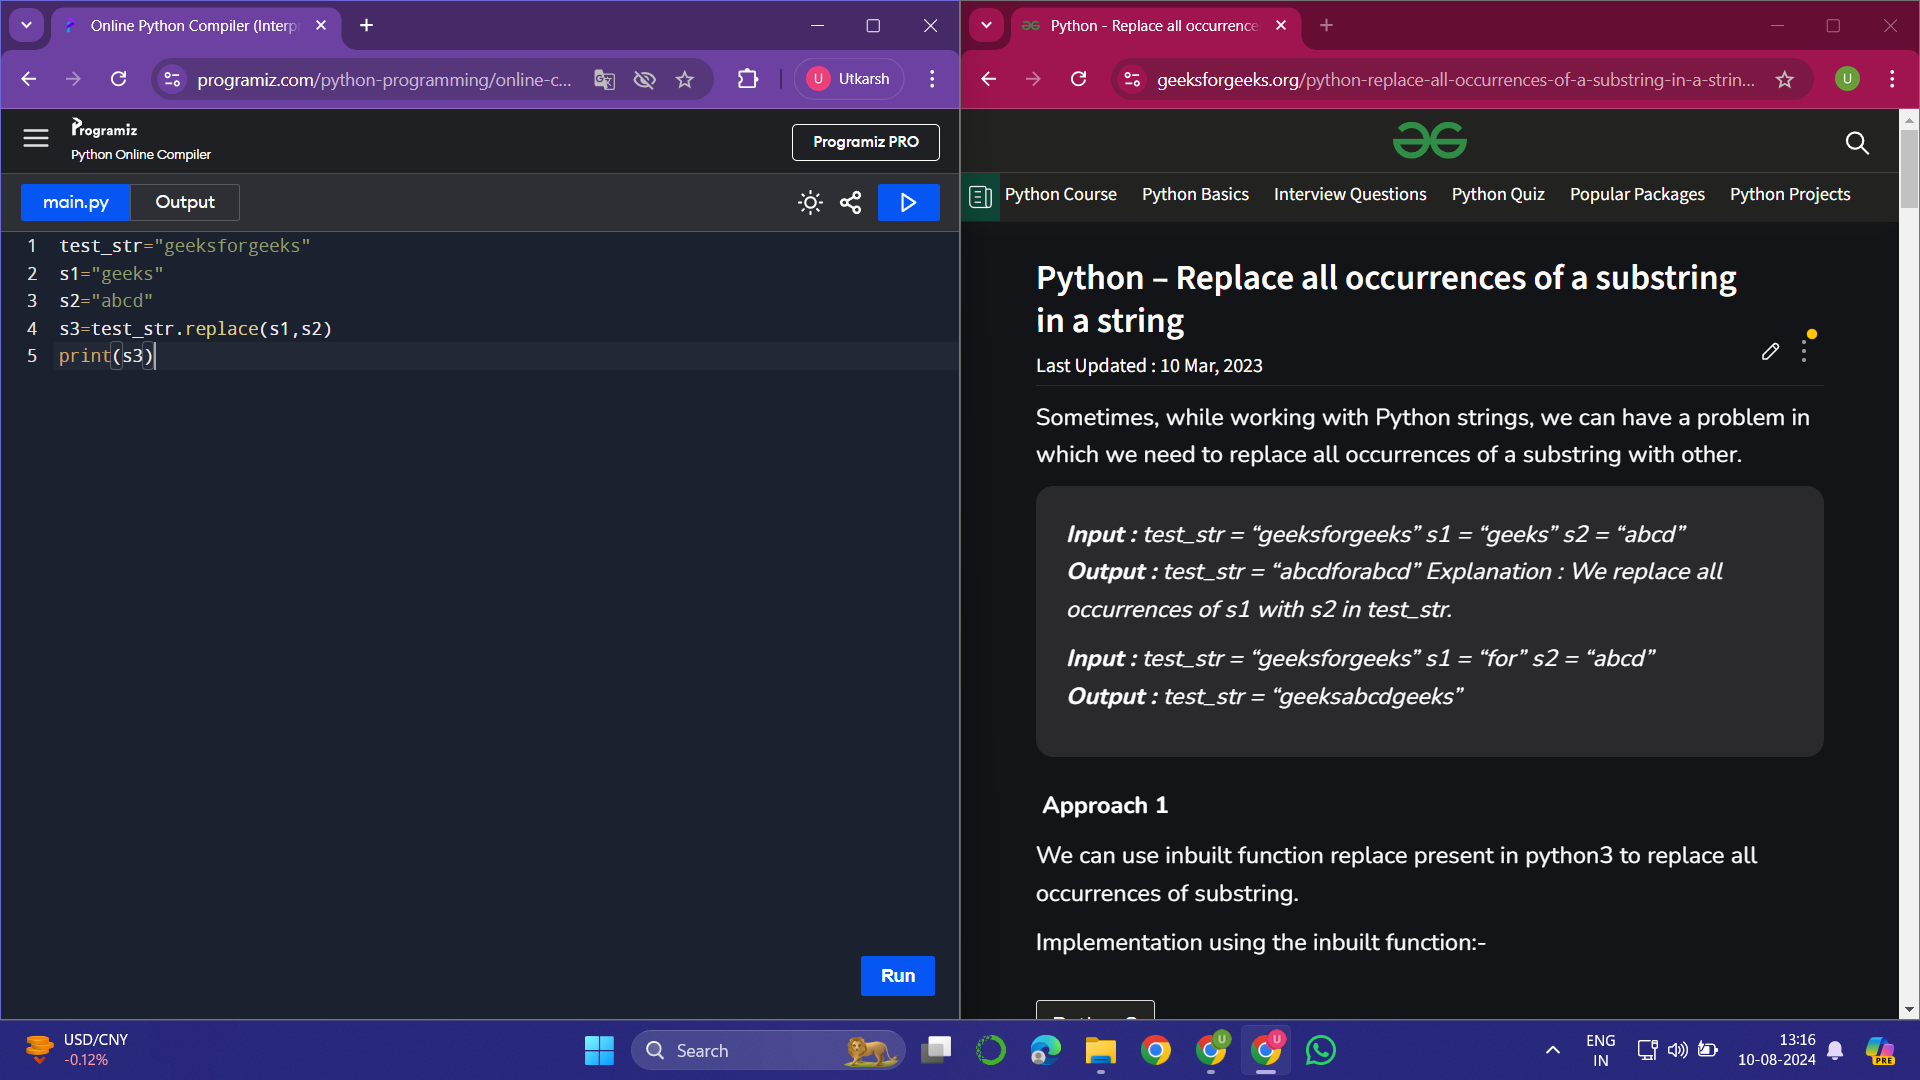 Online Python Compiler (Interp
programiz.com/python-programming/online-c...
U Utkarsh
Programiz
Python Online Compiler
Programiz PRO
main.py
Output
1 test_str="geeksforgeeks"
2 s1="geeks"
3 s2="abcd"
4 s3=test_str.replace(s1,s2)
5 print(s3)
Run
Python - Replace all occurrence
geeksforgeeks.org/python-replace-all-occurrences-of-a-substring-in-a-strin...
U
Python Course Python Basics Interview Questions Python Quiz Popular Packages Python Projects
Python – Replace all occurrences of a substring
in a string
Last Updated : 10 Mar, 2023
Sometimes, while working with Python strings, we can have a problem in
which we need to replace all occurrences of a substring with other.
Input : test_str = “geeksforgeeks” s1 = “geeks” s2 = “abcd”
Output : test_str = “abcdforabcd” Explanation : We replace all
occurrences of s1 with s2 in test_str.
Input : test_str = “geeksforgeeks” s1 = “for” s2 = “abcd”
Output : test_str = “geeksabcdgeeks”
Approach 1
We can use inbuilt function replace present in python3 to replace all
occurrences of substring.
Implementation using the inbuilt function:-
USD/CNY
-0.12%
Search
U
U
ENG
IN
13:16
10-08-2024
PRE